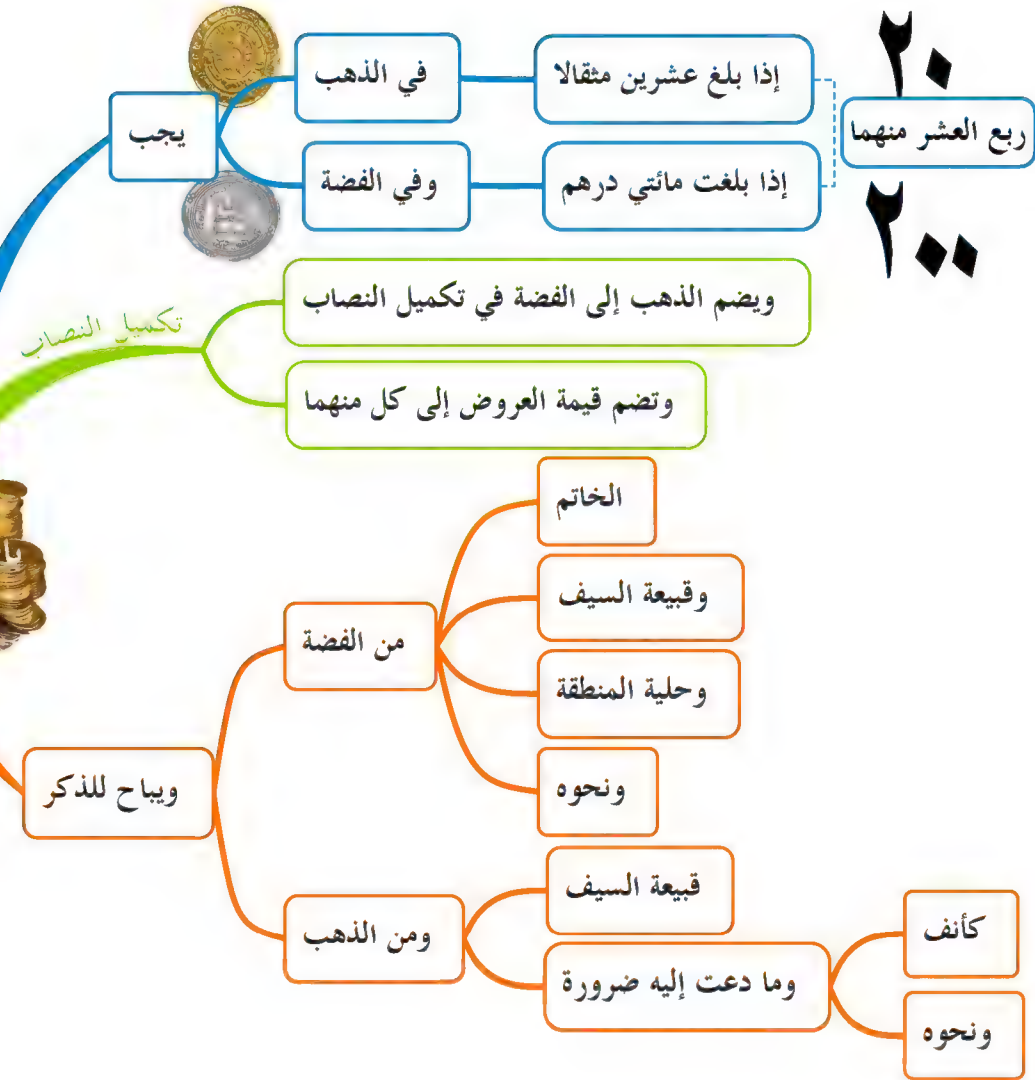 يجب
في الذهب
إذا بلغ عشرين مثقالا
وفي الفضة
إذا بلغت مائتي درهم
٢٠
ربع العشر منهما
٢٠٠
تكميل النصاب
ويضم الذهب إلى الفضة في تكميل النصاب
وتضم قيمة العروض إلى كل منهما
ويباح للذكر
من الفضة
الخاتم
وقبيعة السيف
وحلية المنطقة
ونحوه
ومن الذهب
قبيعة السيف
وما دعت إليه ضرورة
كأنف
ونحوه